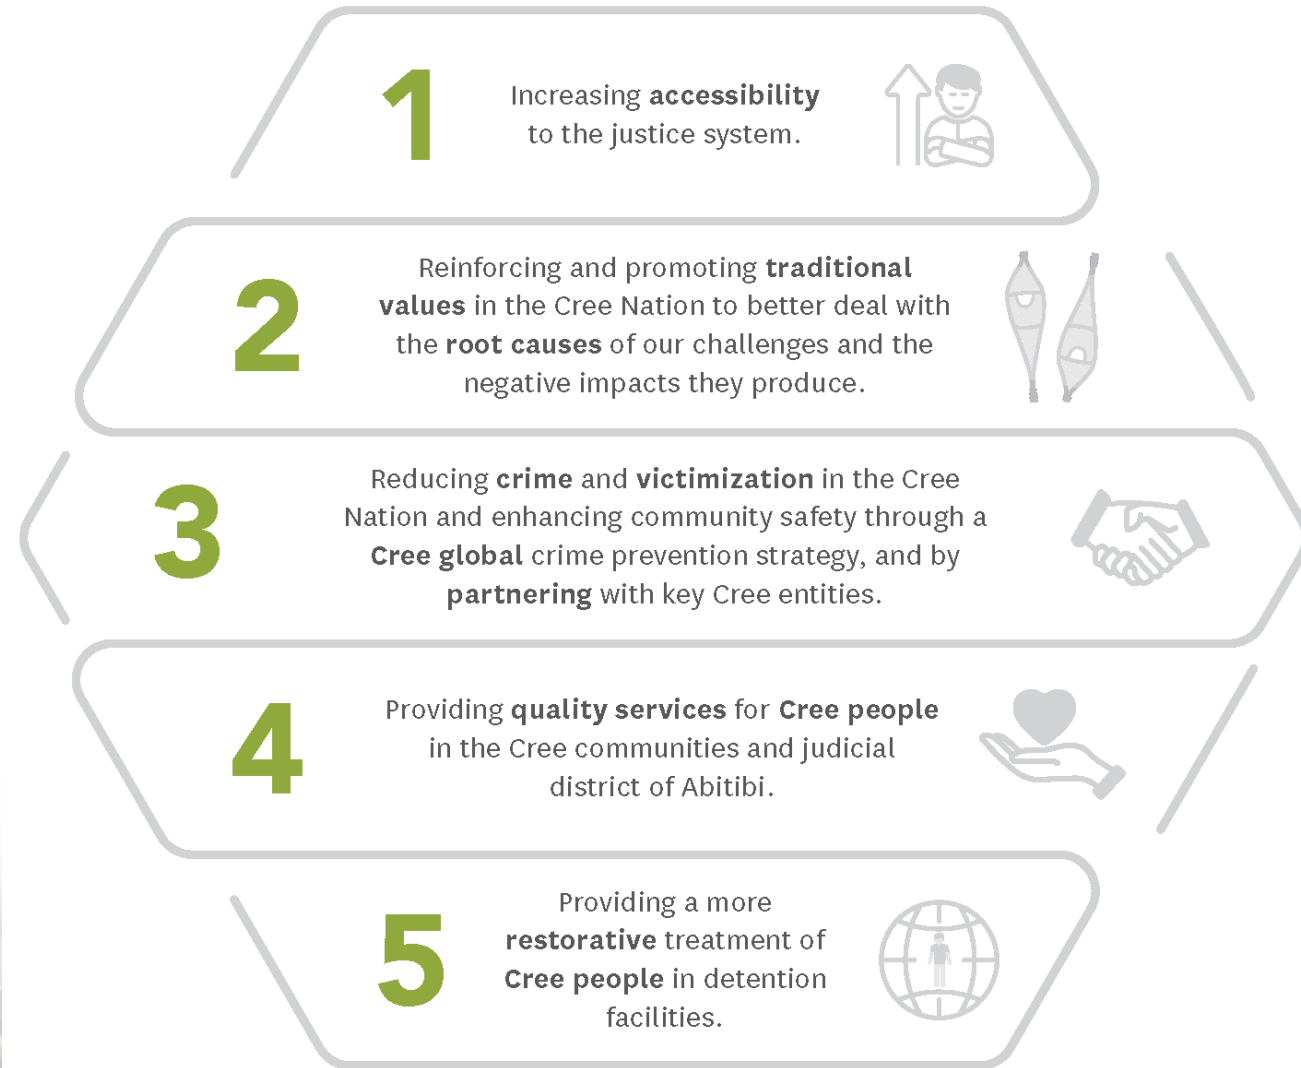 1
Increasing accessibility
to the justice system.
2
Reinforcing and promoting traditional
values in the Cree Nation to better deal with
the root causes of our challenges and the
negative impacts they produce.
3
Reducing crime and victimization in the Cree
Nation and enhancing community safety through a
Cree global crime prevention strategy, and by
partnering with key Cree entities.
4
Providing quality services for Cree people
in the Cree communities and judicial
district of Abitibi.
5
Providing a more
restorative treatment of
Cree people in detention
facilities.